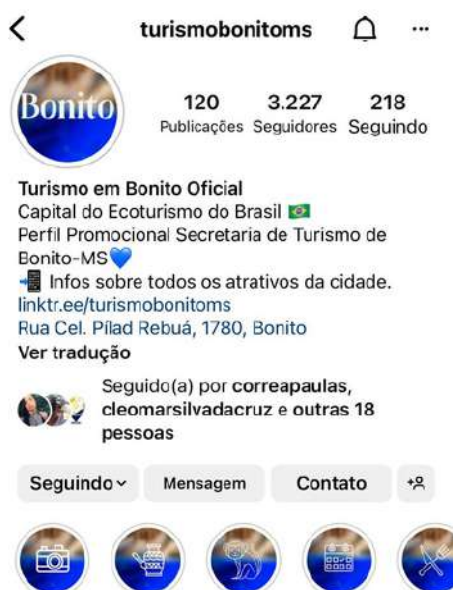 turismobonitoms
Bonito
120 3.227 218
Publicações Seguidores Seguindo
Turismo em Bonito Oficial
Capital do Ecoturismo do Brasil 🇧🇷
Perfil Promocional Secretaria de Turismo de
Bonito-MS💙
📲 Infos sobre todos os atrativos da cidade.
linktr.ee/turismobonitoms
Rua Cel. Pílad Rebuá, 1780, Bonito
Ver tradução
Seguido(a) por correapaulas,
cleomarsilvadacruz e outras 18
pessoas
Seguindo Mensagem Contato